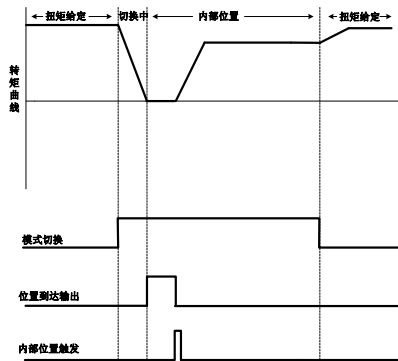 扭矩给定
切换中
内部位置
扭矩给定
转矩曲线
模式切换
位置到达输出
内部位置触发